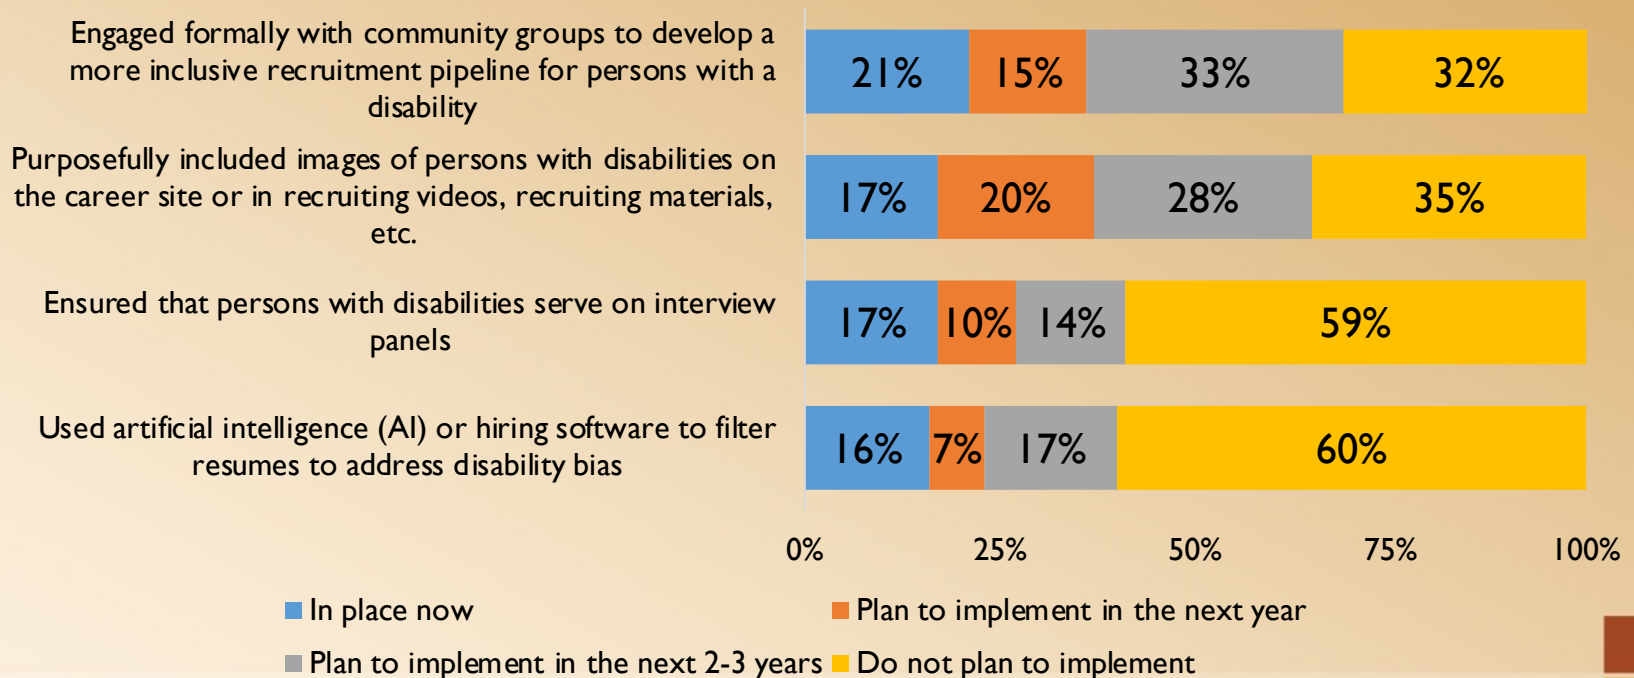 Engaged formally with community groups to develop a
more inclusive recruitment pipeline for persons with a
disability
21% 15% 33% 32%
Purposefully included images of persons with disabilities on
the career site or in recruiting videos, recruiting materials,
etc.
17% 20% 28% 35%
Ensured that persons with disabilities serve on interview
panels
17% 10% 14% 59%
Used artificial intelligence (AI) or hiring software to filter
resumes to address disability bias
16% 7% 17% 60%
0% 25% 50% 75% 100%
In place now Plan to implement in the next year
Plan to implement in the next 2-3 years Do not plan to implement